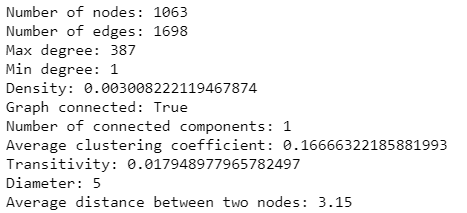 Number of nodes: 1063
Number of edges: 1698
Max degree: 387
Min degree: 1
Density: 0.003008222119467874
Graph connected: True
Number of connected components: 1
Average clustering coefficient: 0.16666322185881993
Transitivity: 0.017948977965782497
Diameter: 5
Average distance between two nodes: 3.15